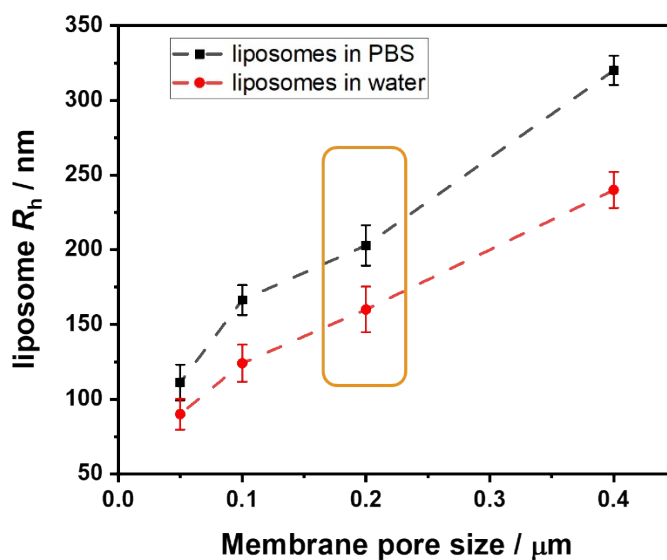 350
300
250
200
150
100
50
liposome Rh / nm
liposomes in PBS
liposomes in water
0.0 0.1 0.2 0.3 0.4
Membrane pore size / μm